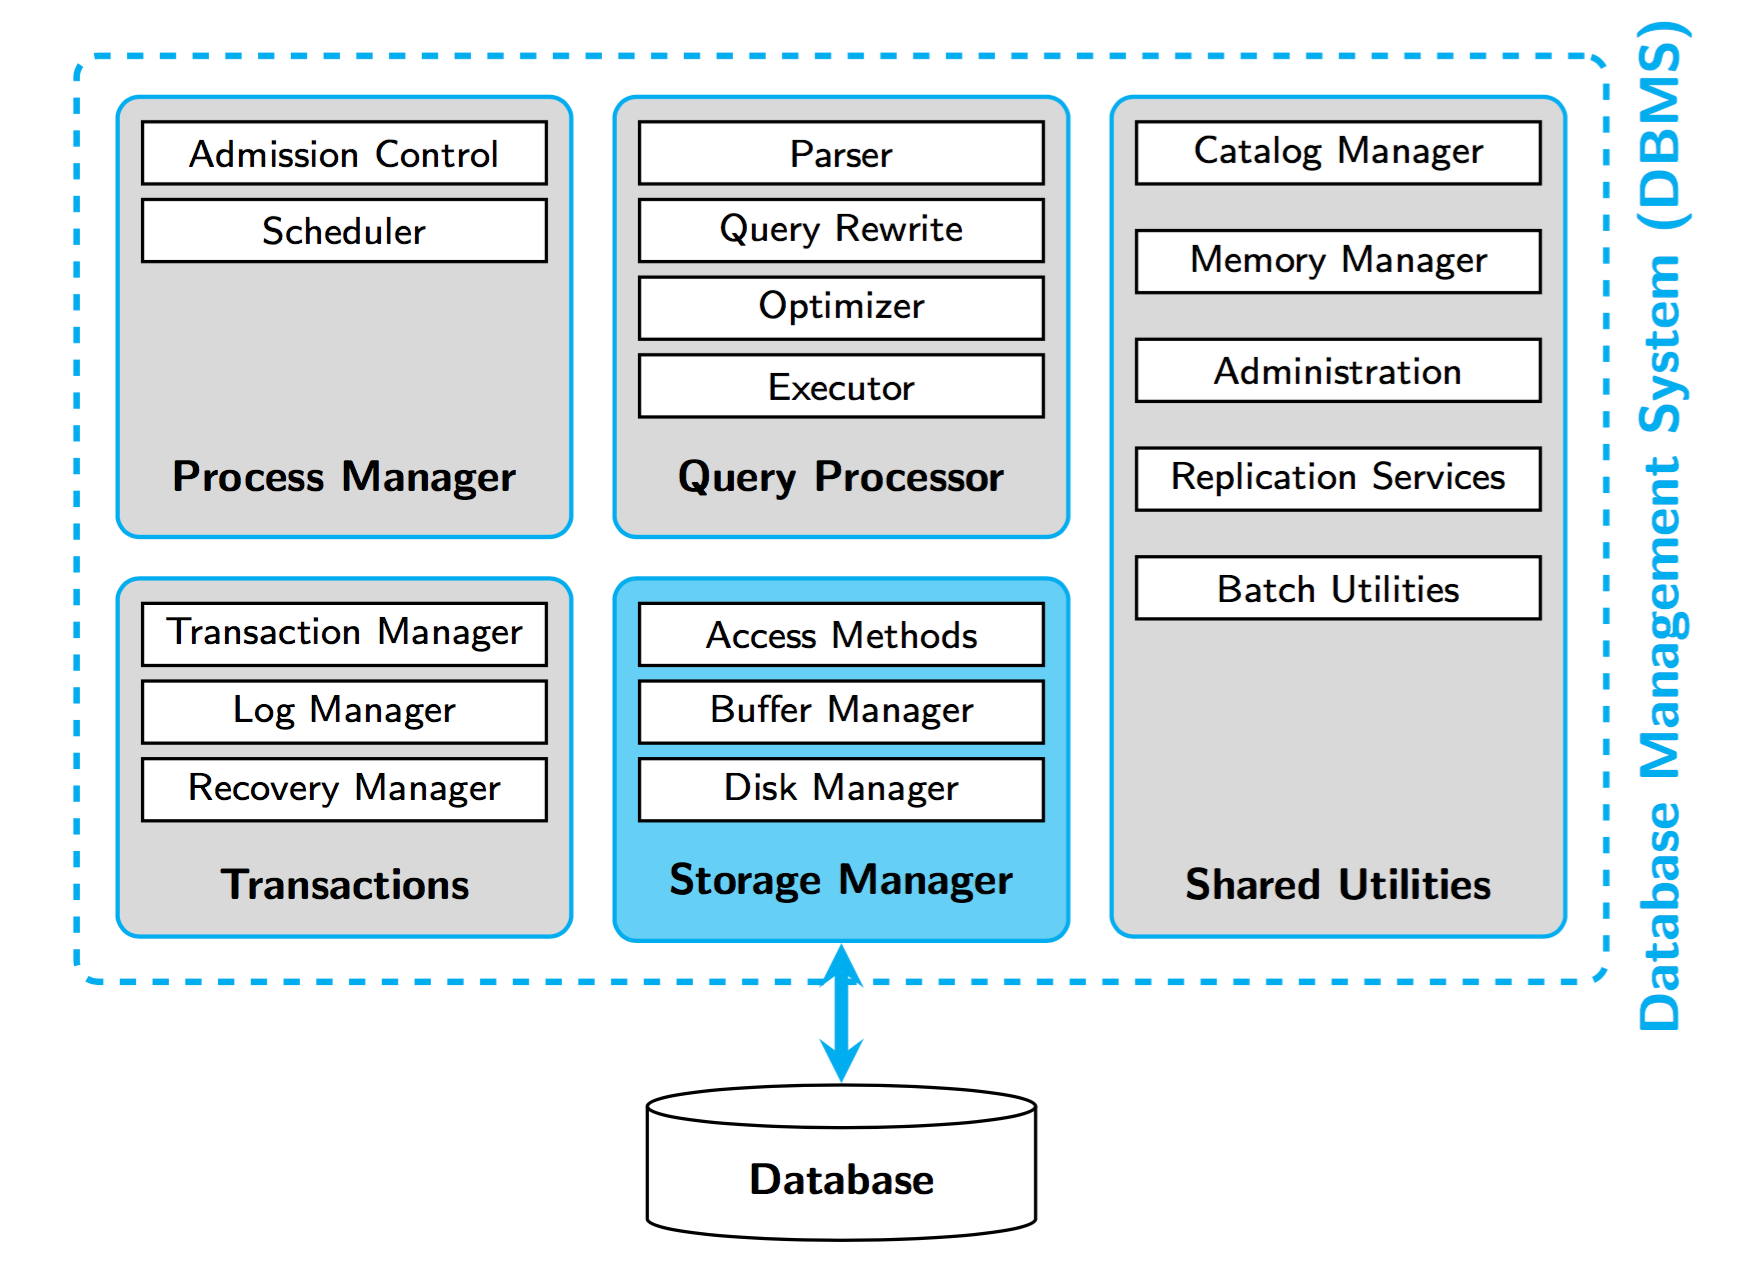 Admission Control
Scheduler
Process Manager
Parser
Query Rewrite
Optimizer
Executor
Query Processor
Catalog Manager
Memory Manager
Administration
Replication Services
Batch Utilities
Shared Utilities
Transaction Manager
Log Manager
Recovery Manager
Transactions
Access Methods
Buffer Manager
Disk Manager
Storage Manager
Database Management System (DBMS)
Database